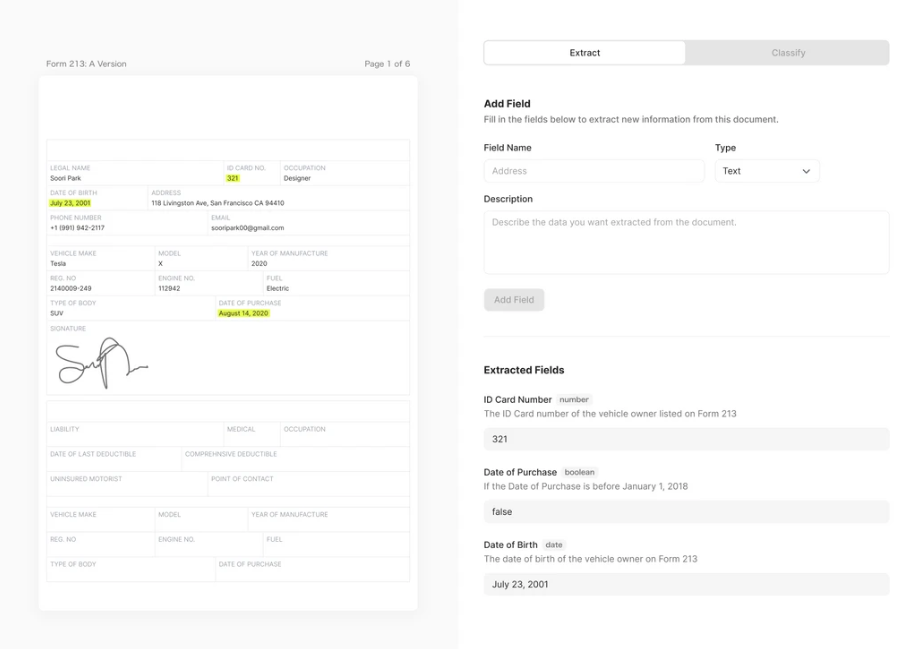 Form 213: A Version
Page 1 of 6
LEGAL NAME
ID CARD NO.
OCCUPATION
Soori Park
321
Designer
DATE OF BIRTH
ADDRESS
July 23, 2001
118 Livingston Ave, San Francisco CA 94410
PHONE NUMBER
EMAIL
+1 (991) 942-2117
sooripark00@gmail.com
VEHICLE MAKE
MODEL
YEAR OF MANUFACTURE
Tesla
X
2020
REG. NO
ENGINE NO.
FUEL
2140009-249
112942
Electric
TYPE OF BODY
DATE OF PURCHASE
SUV
August 14, 2020
SIGNATURE
LIABILITY
MEDICAL
OCCUPATION
DATE OF LAST DEDUCTIBLE
COMPREHNSIVE DEDUCTIBLE
UNINSURED MOTORIST
POINT OF CONTACT
VEHICLE MAKE
MODEL
YEAR OF MANUFACTURE
REG. NO
ENGINE NO.
FUEL
TYPE OF BODY
DATE OF PURCHASE
Extract
Classify
Add Field
Fill in the fields below to extract new information from this document.
Field Name
Type
Address
Text
Description
Describe the data you want extracted from the document.
Add Field
Extracted Fields
ID Card Number number
The ID Card number of the vehicle owner listed on Form 213
321
Date of Purchase boolean
If the Date of Purchase is before January 1, 2018
false
Date of Birth date
The date of birth of the vehicle owner on Form 213
July 23, 2001